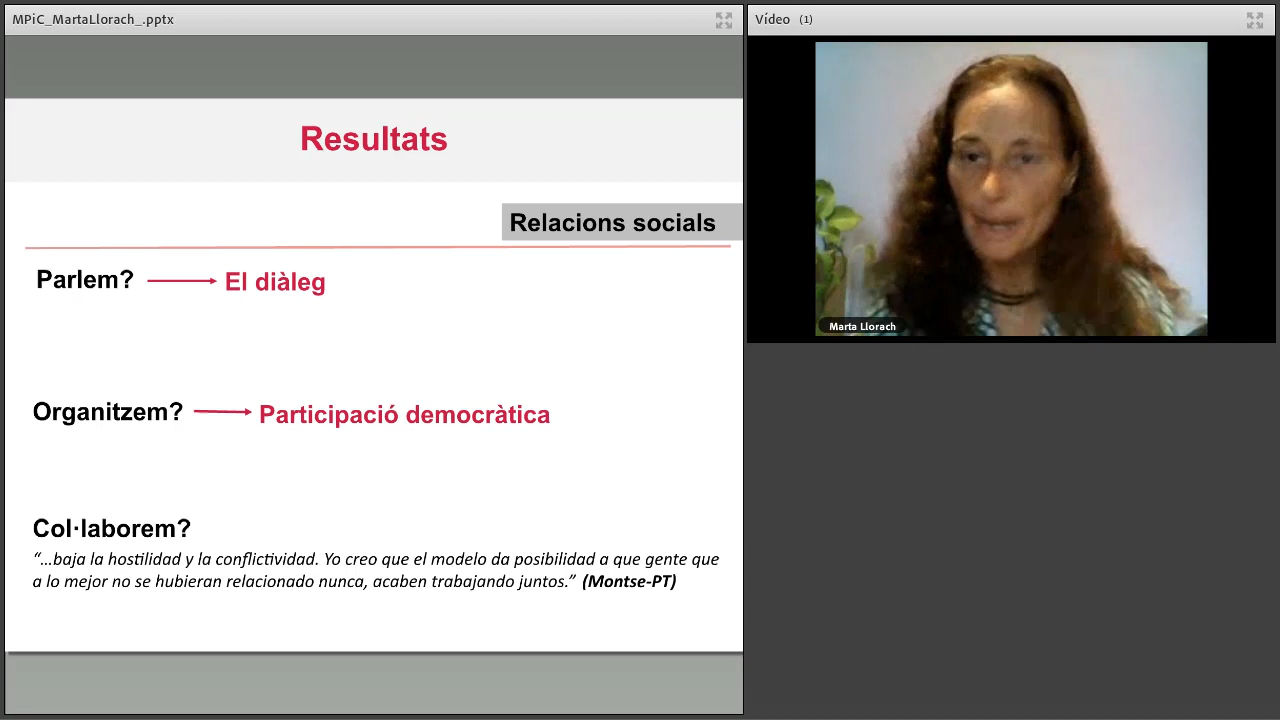 MPiC_MartaLlorach_.pptx
Vídeo (1)
Resultats
Relacions socials
Parlem? El diàleg
Organitzem? Participació democràtica
Col·laborem?
“…baja la hostilidad y la conflictividad. Yo creo que el modelo da posibilidad a que gente que
a lo mejor no se hubieran relacionado nunca, acaben trabajando juntos.” (Montse-PT)
Marta Llorach